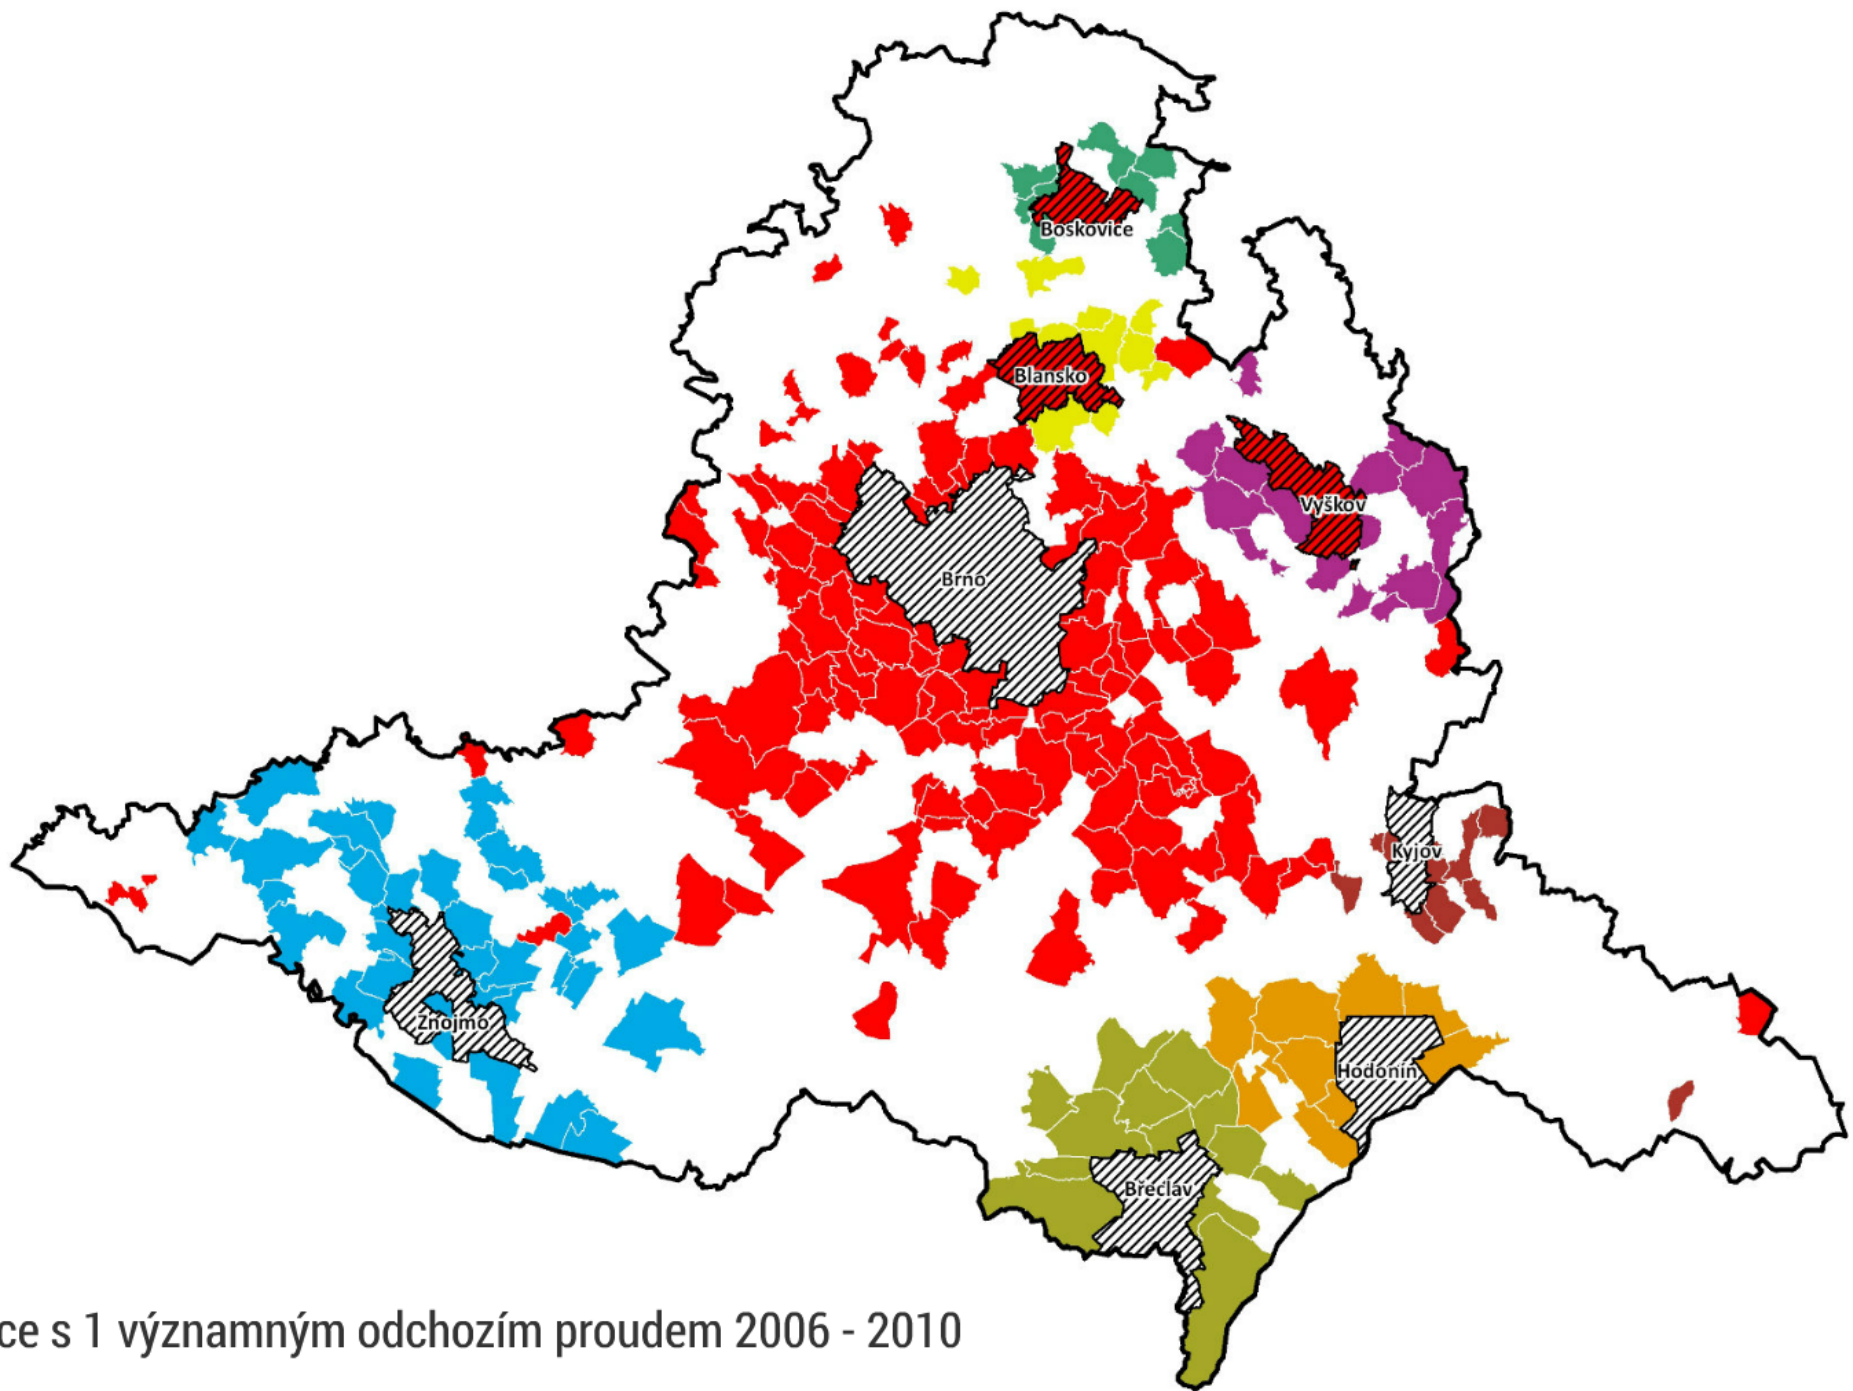 Boskovice
Blansko
Vyškov
Brno
Kyjov
Znojmo
Hodonín
Břeclav
ce s 1 významným odchozím proudem 2006 - 2010